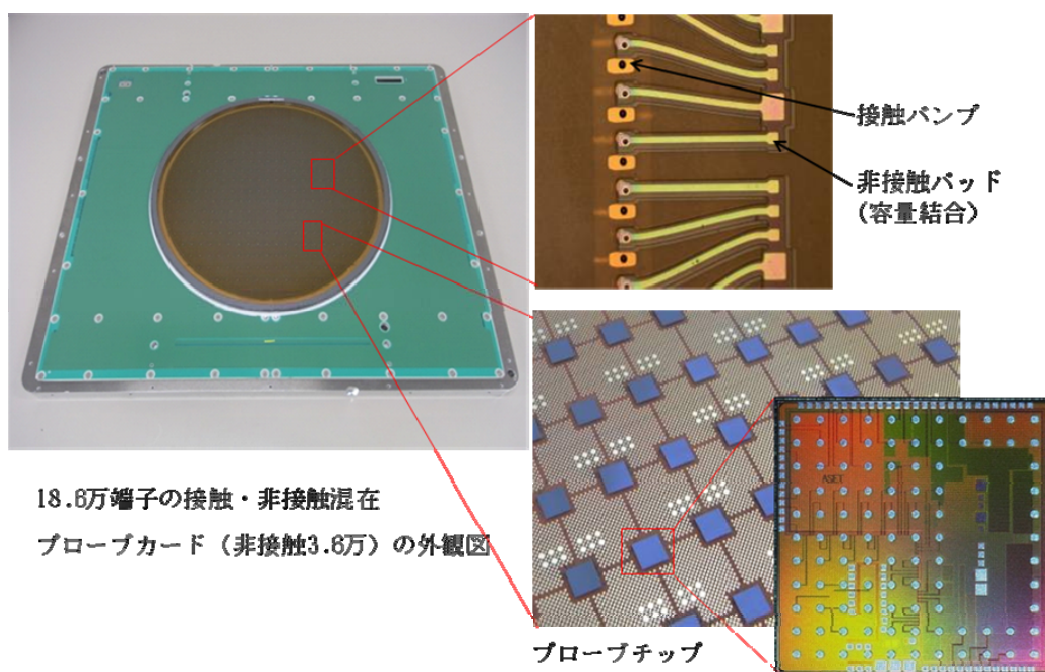 接触バンプ
非接触パッド
(容量結合)
ASET
18.6万端子の接触・非接触混在
プローブカード（非接触3.6万）の外観図
プローブチップ